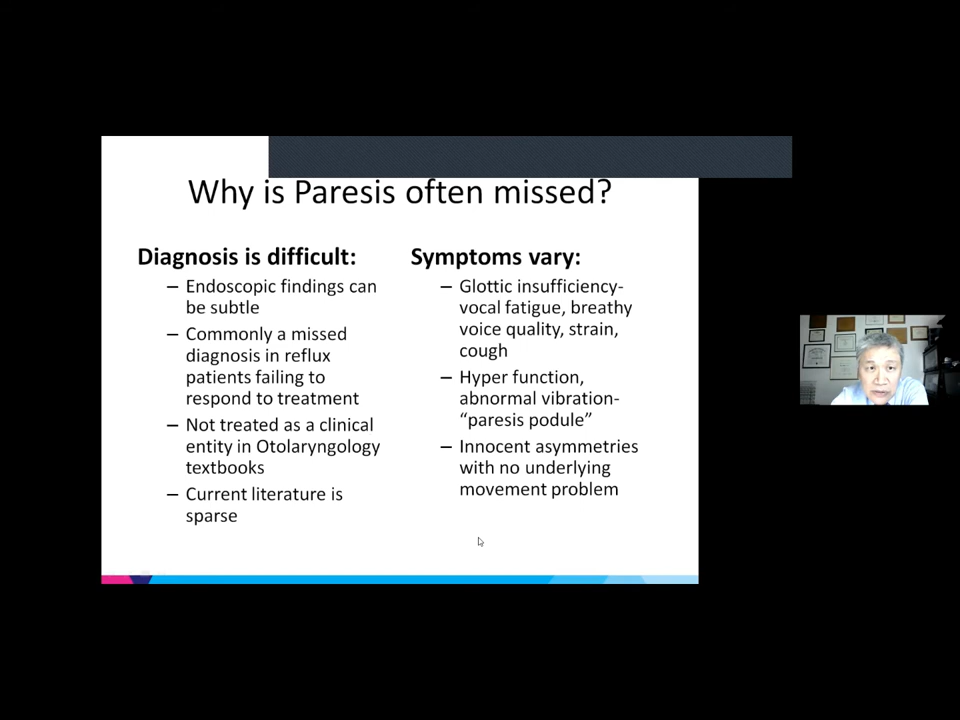 Why is Paresis often missed?
Diagnosis is difficult:
– Endoscopic findings can
be subtle
– Commonly a missed
diagnosis in reflux
patients failing to
respond to treatment
– Not treated as a clinical
entity in Otolaryngology
textbooks
– Current literature is
sparse
Symptoms vary:
– Glottic insufficiency-
vocal fatigue, breathy
voice quality, strain,
cough
– Hyper function,
abnormal vibration-
“paresis podule”
– Innocent asymmetries
with no underlying
movement problem